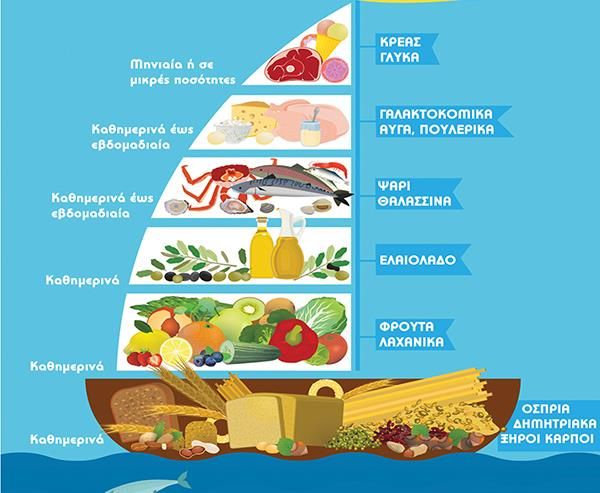 ΚΡΕΑΣ
ΓΛΥΚΑ
Μηνιαία ή σε
μικρές ποσότητες
ΓΑΛΑΚΤΟΚΟΜΙΚΑ
ΑΥΓΑ, ΠΟΥΛΕΡΙΚΑ
Καθημερινά έως
εβδομαδιαία
ΨΑΡΙ
ΘΑΛΑΣΣΙΝΑ
Καθημερινά έως
εβδομαδιαία
ΕΛΑΙΟΛΑΔΟ
Καθημερινά
ΦΡΟΥΤΑ
ΛΑΧΑΝΙΚΑ
Καθημερινά
ΟΣΠΡΙΑ
ΔΗΜΗΤΡΙΑΚΑ
ΞΗΡΟΙ ΚΑΡΠΟΙ
Καθημερινά